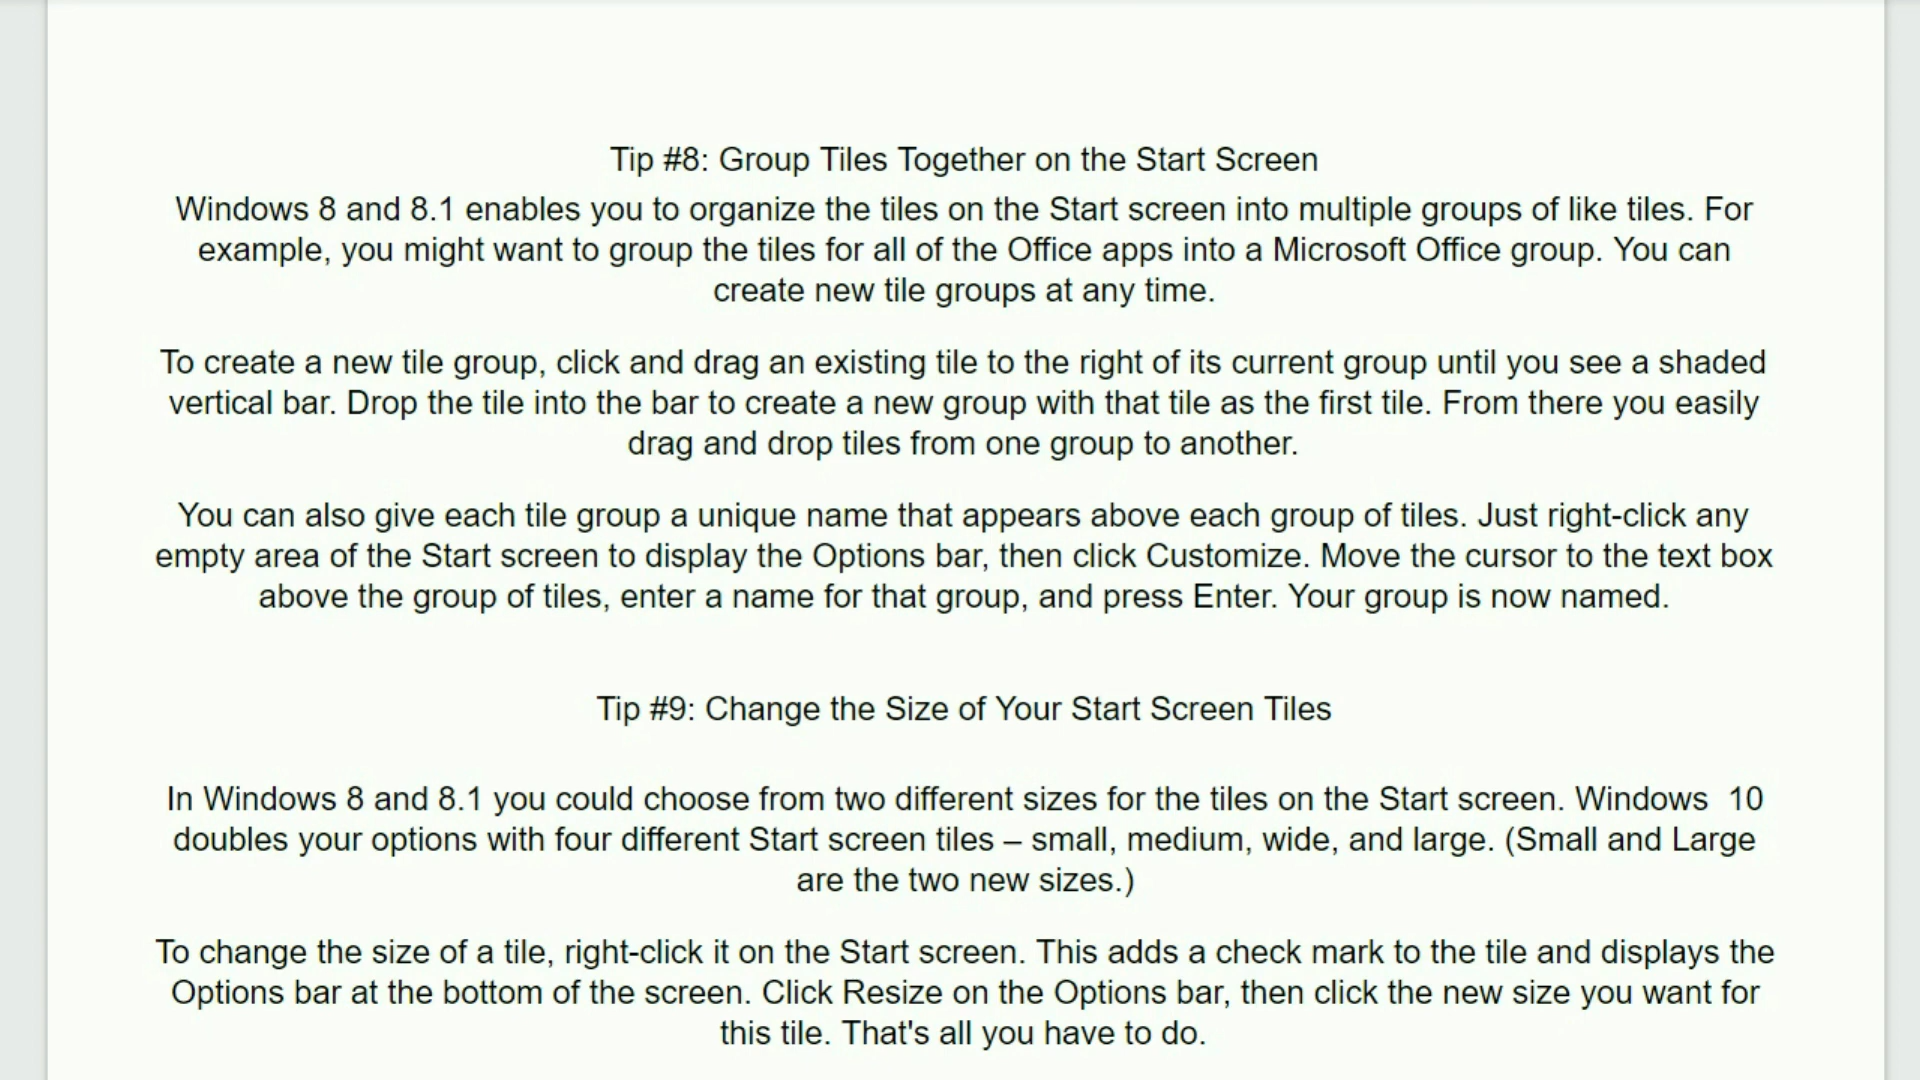 Tip #8: Group Tiles Together on the Start Screen
Windows 8 and 8.1 enables you to organize the tiles on the Start screen into multiple groups of like tiles. For
example, you might want to group the tiles for all of the Office apps into a Microsoft Office group. You can
create new tile groups at any time.
To create a new tile group, click and drag an existing tile to the right of its current group until you see a shaded
vertical bar. Drop the tile into the bar to create a new group with that tile as the first tile. From there you easily
drag and drop tiles from one group to another.
You can also give each tile group a unique name that appears above each group of tiles. Just right-click any
empty area of the Start screen to display the Options bar, then click Customize. Move the cursor to the text box
above the group of tiles, enter a name for that group, and press Enter. Your group is now named.
Tip #9: Change the Size of Your Start Screen Tiles
In Windows 8 and 8.1 you could choose from two different sizes for the tiles on the Start screen. Windows  10
doubles your options with four different Start screen tiles – small, medium, wide, and large. (Small and Large
are the two new sizes.)
To change the size of a tile, right-click it on the Start screen. This adds a check mark to the tile and displays the
Options bar at the bottom of the screen. Click Resize on the Options bar, then click the new size you want for
this tile. That's all you have to do.